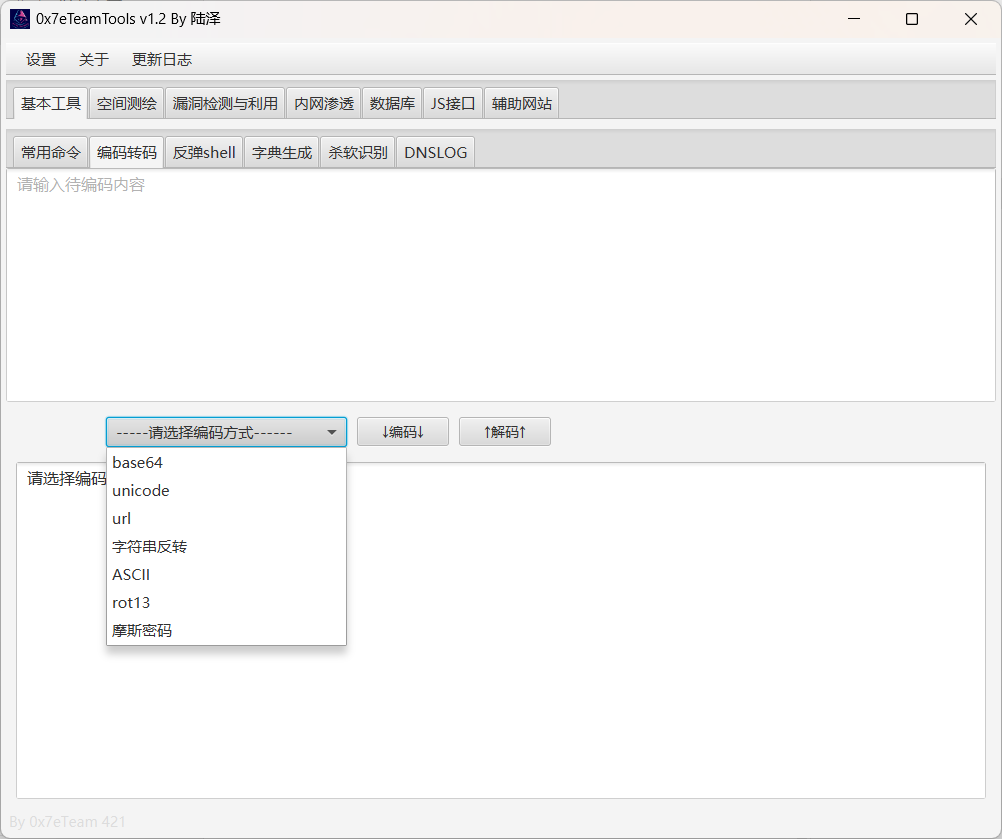 0x7eTeamTools v1.2 By 陆泽
设置 关于 更新日志
基本工具 空间测绘 漏洞检测与利用 内网渗透 数据库 JS接口 辅助网站
常用命令 编码转码 反弹shell 字典生成 杀软识别 DNSLOG
请输入待编码内容
-----请选择编码方式------ ↓编码↓ ↑解码↑
请选择编码
base64
unicode
url
字符串反转
ASCII
rot13
摩斯密码
By 0x7eTeam 421